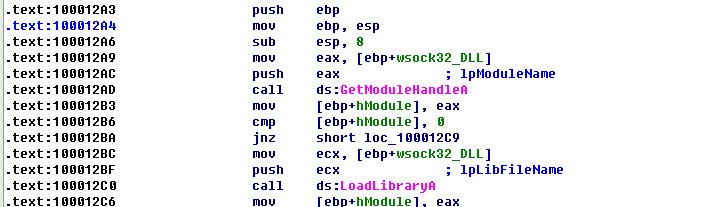 .text:100012A3 push ebp
.text:100012A4 mov ebp, esp
.text:100012A6 sub esp, 8
.text:100012A9 mov eax, [ebp+wsock32_DLL]
.text:100012AC push eax ; lpModuleName
.text:100012AD call ds:GetModuleHandleA
.text:100012B3 mov [ebp+hModule], eax
.text:100012B6 cmp [ebp+hModule], 0
.text:100012BA jnz short loc_100012C9
.text:100012BC mov ecx, [ebp+wsock32_DLL]
.text:100012BF push ecx ; lpLibFileName
.text:100012C0 call ds:LoadLibraryA
.text:100012C6 mov [ebp+hModule], eax